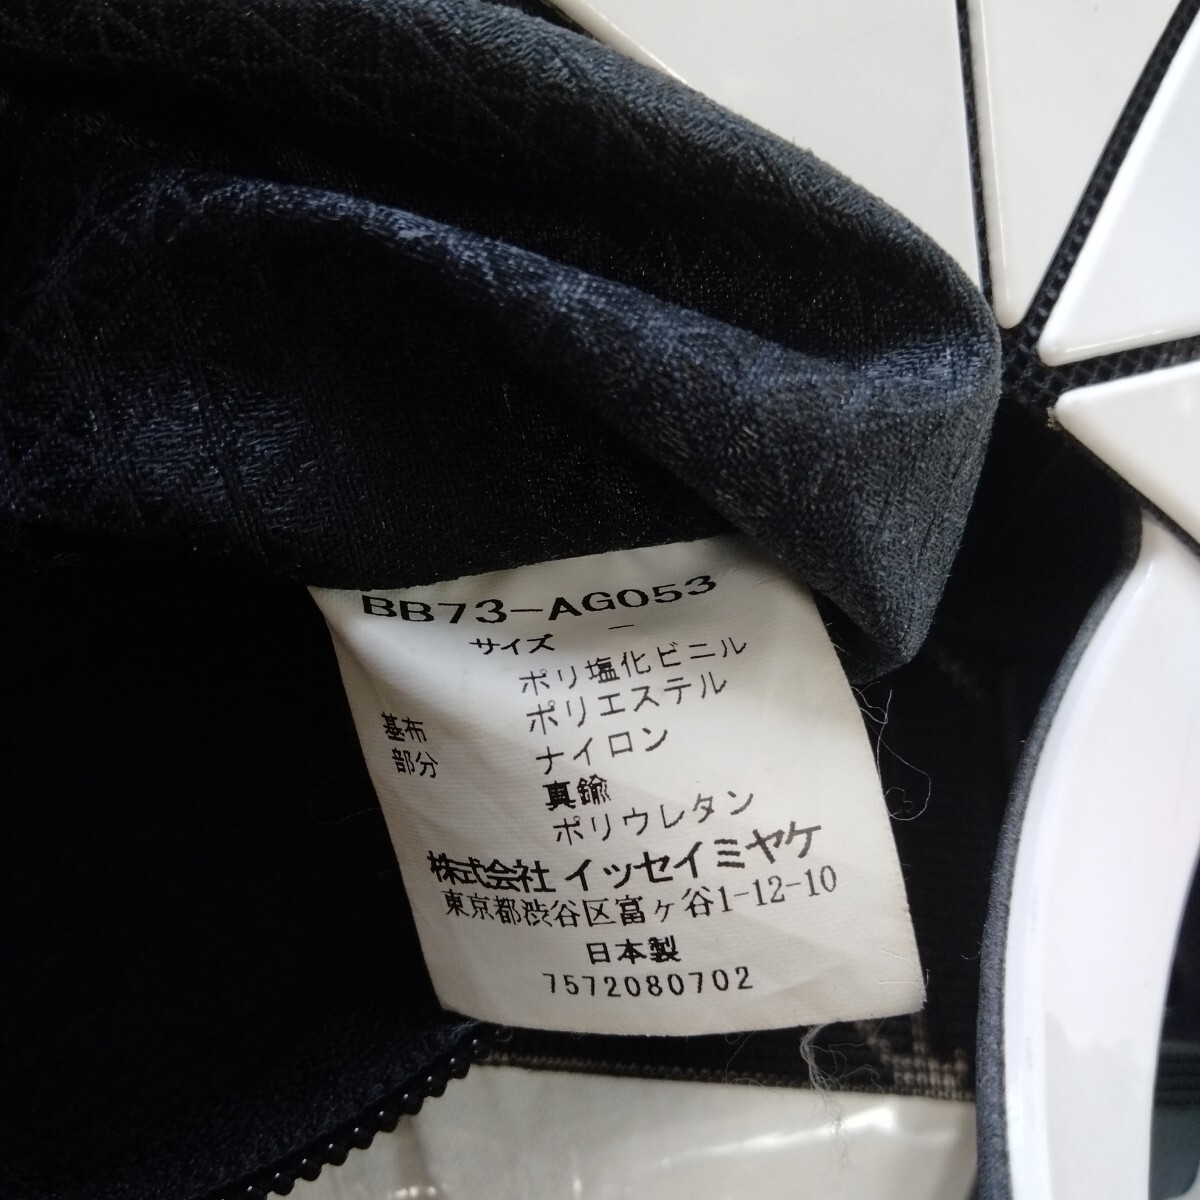 BB73-AG053
サイズ －
ポリ塩化ビニル
基布 ポリエステル
部分 ナイロン
真鍮
ポリウレタン
株式会社 イッセイミヤケ
東京都渋谷区富ヶ谷1-12-10
日本製
7572080702